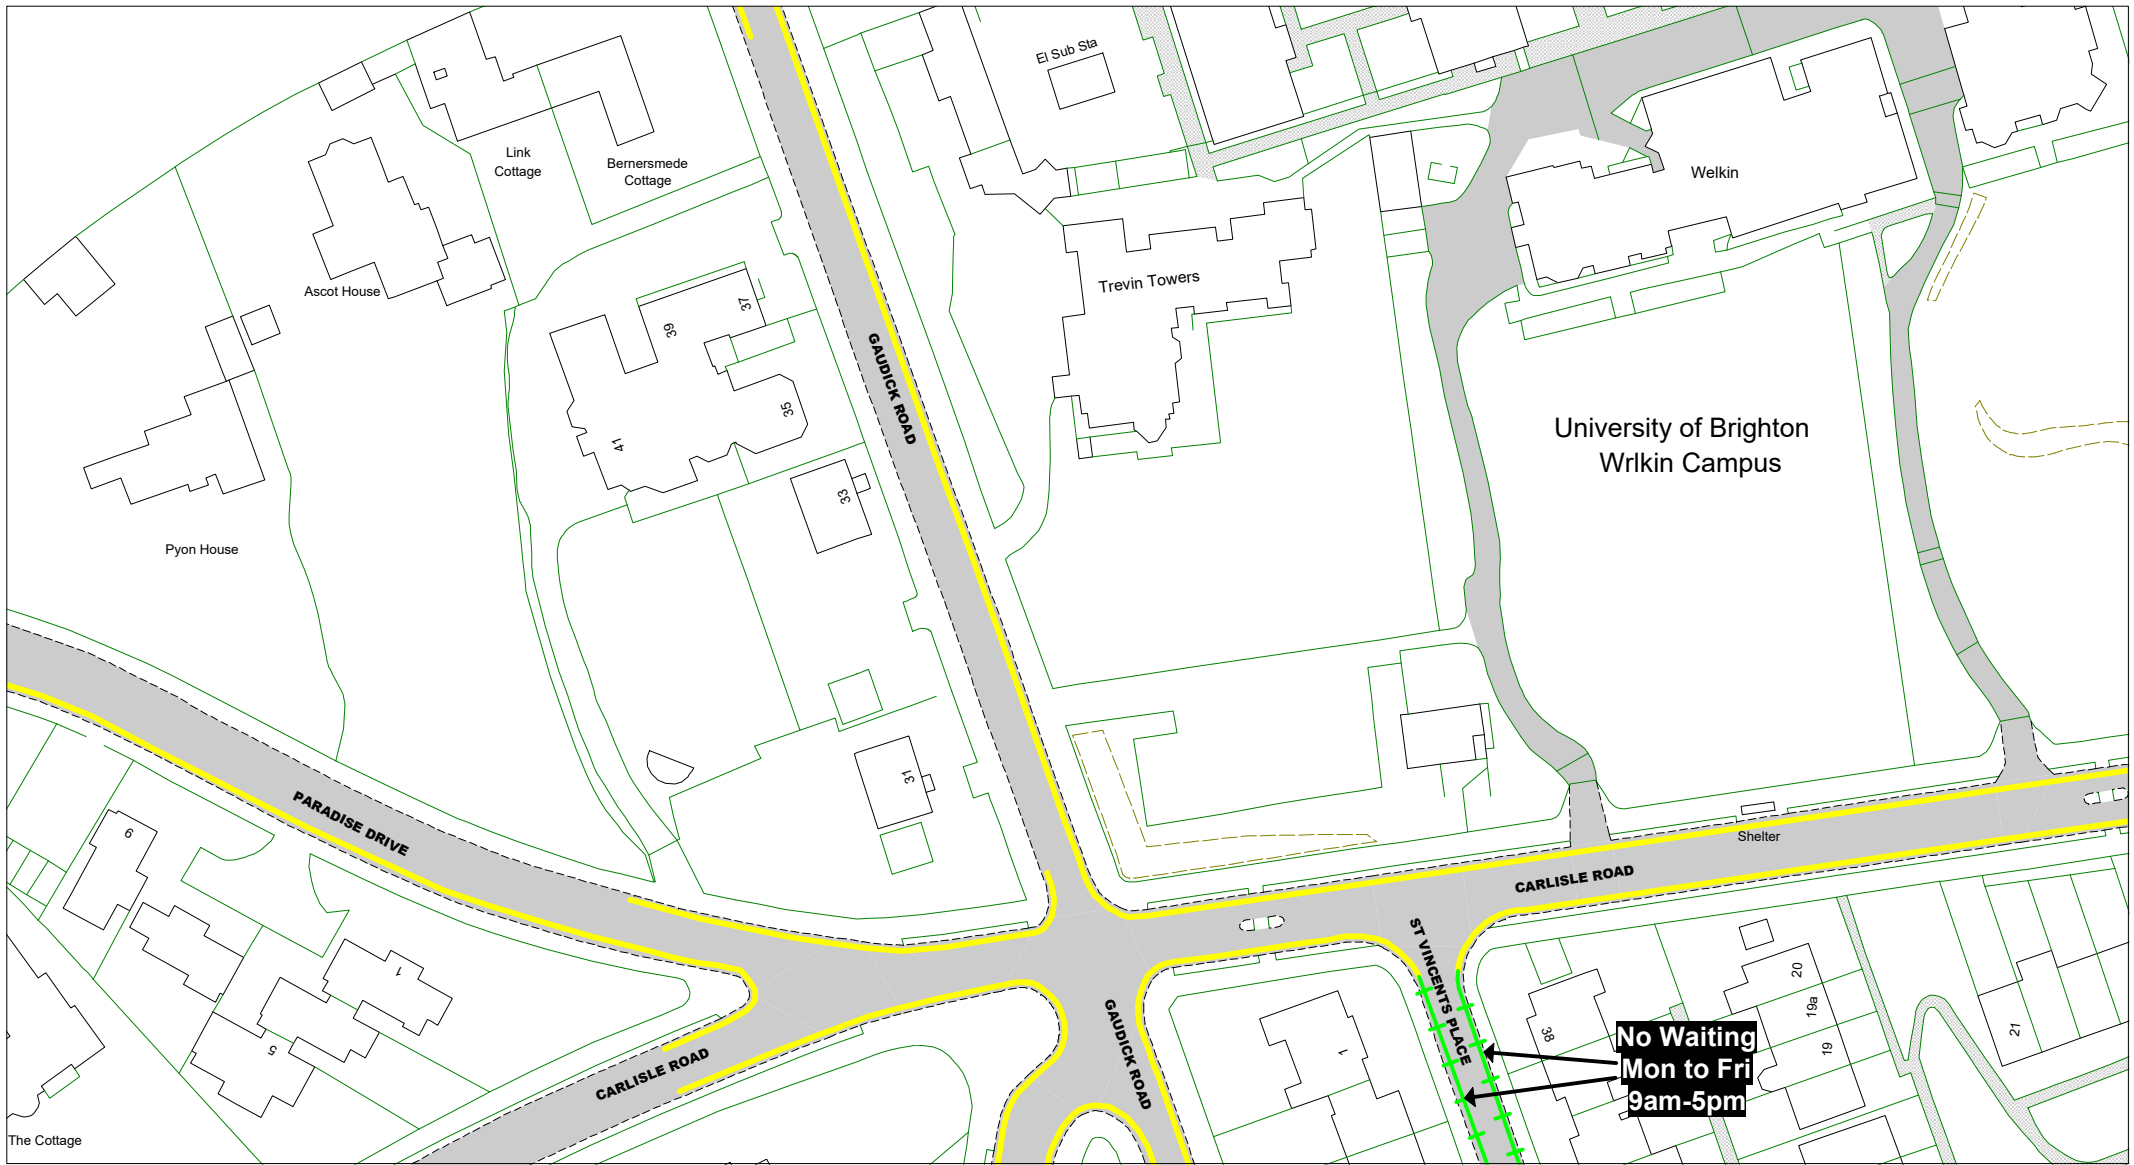 El Sub Sta
Link
Cottage
Bernersmede
Cottage
Welkin
Ascot House
Trevin Towers
37
39
GAUDICK ROAD
35
41
University of Brighton
Wrlkin Campus
33
Pyon House
31
PARADISE DRIVE
9
Shelter
CARLISLE ROAD
ST VINCENTS PLACE
1
20
19a
GAUDICK ROAD
21
38
No Waiting
Mon to Fri
9am-5pm
19
5
1
CARLISLE ROAD
The Cottage